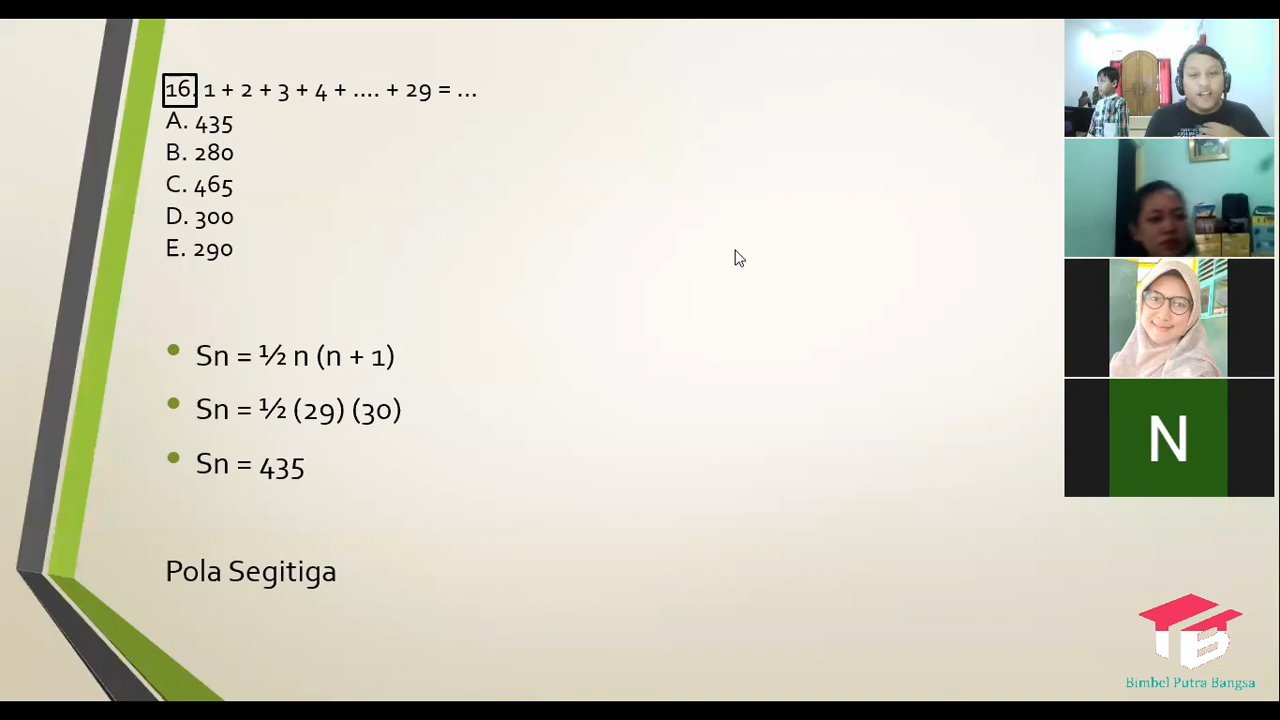 16. 1 + 2 + 3 + 4 + .... + 29 = ...
A. 435
B. 280
C. 465
D. 300
E. 290
• Sn = ½ n (n + 1)
• Sn = ½ (29) (30)
• Sn = 435
Pola Segitiga
N
Bimbel Putra Bangsa